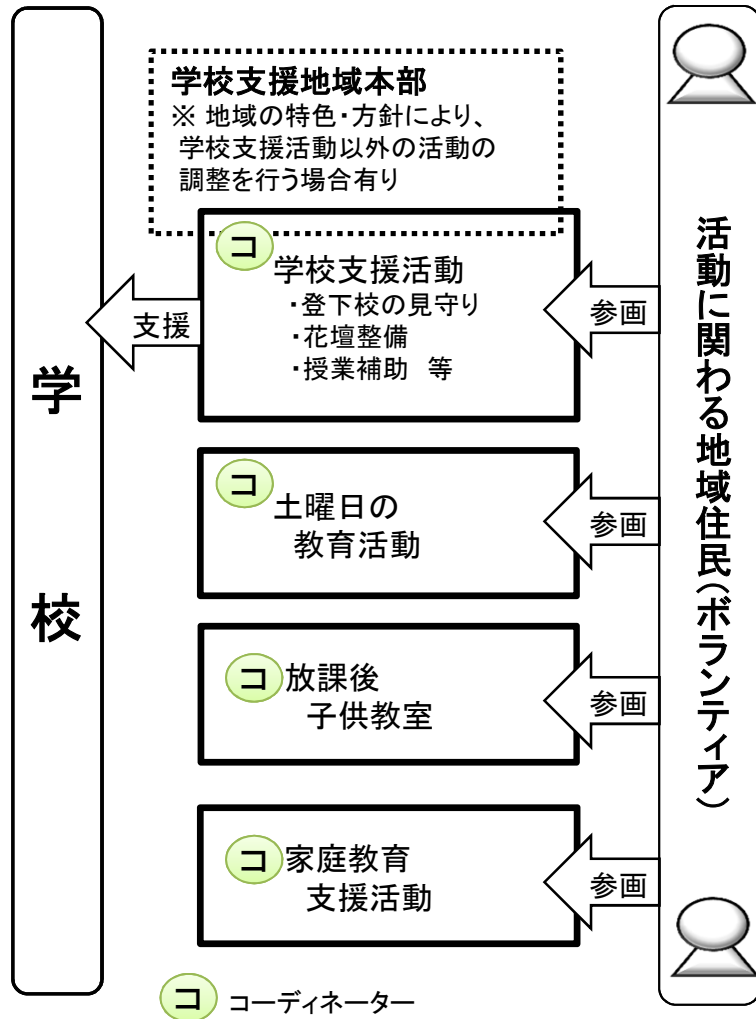 学校支援地域本部
※ 地域の特色・方針により、
学校支援活動以外の活動の
調整を行う場合有り
コ
学校支援活動
・登下校の見守り
・花壇整備
・授業補助　等
支援
参画
学校
コ
土曜日の
教育活動
参画
コ 放課後
子供教室
参画
コ 家庭教育
支援活動
参画
活動に関わる地域住民（ボランティア）
コ コーディネーター